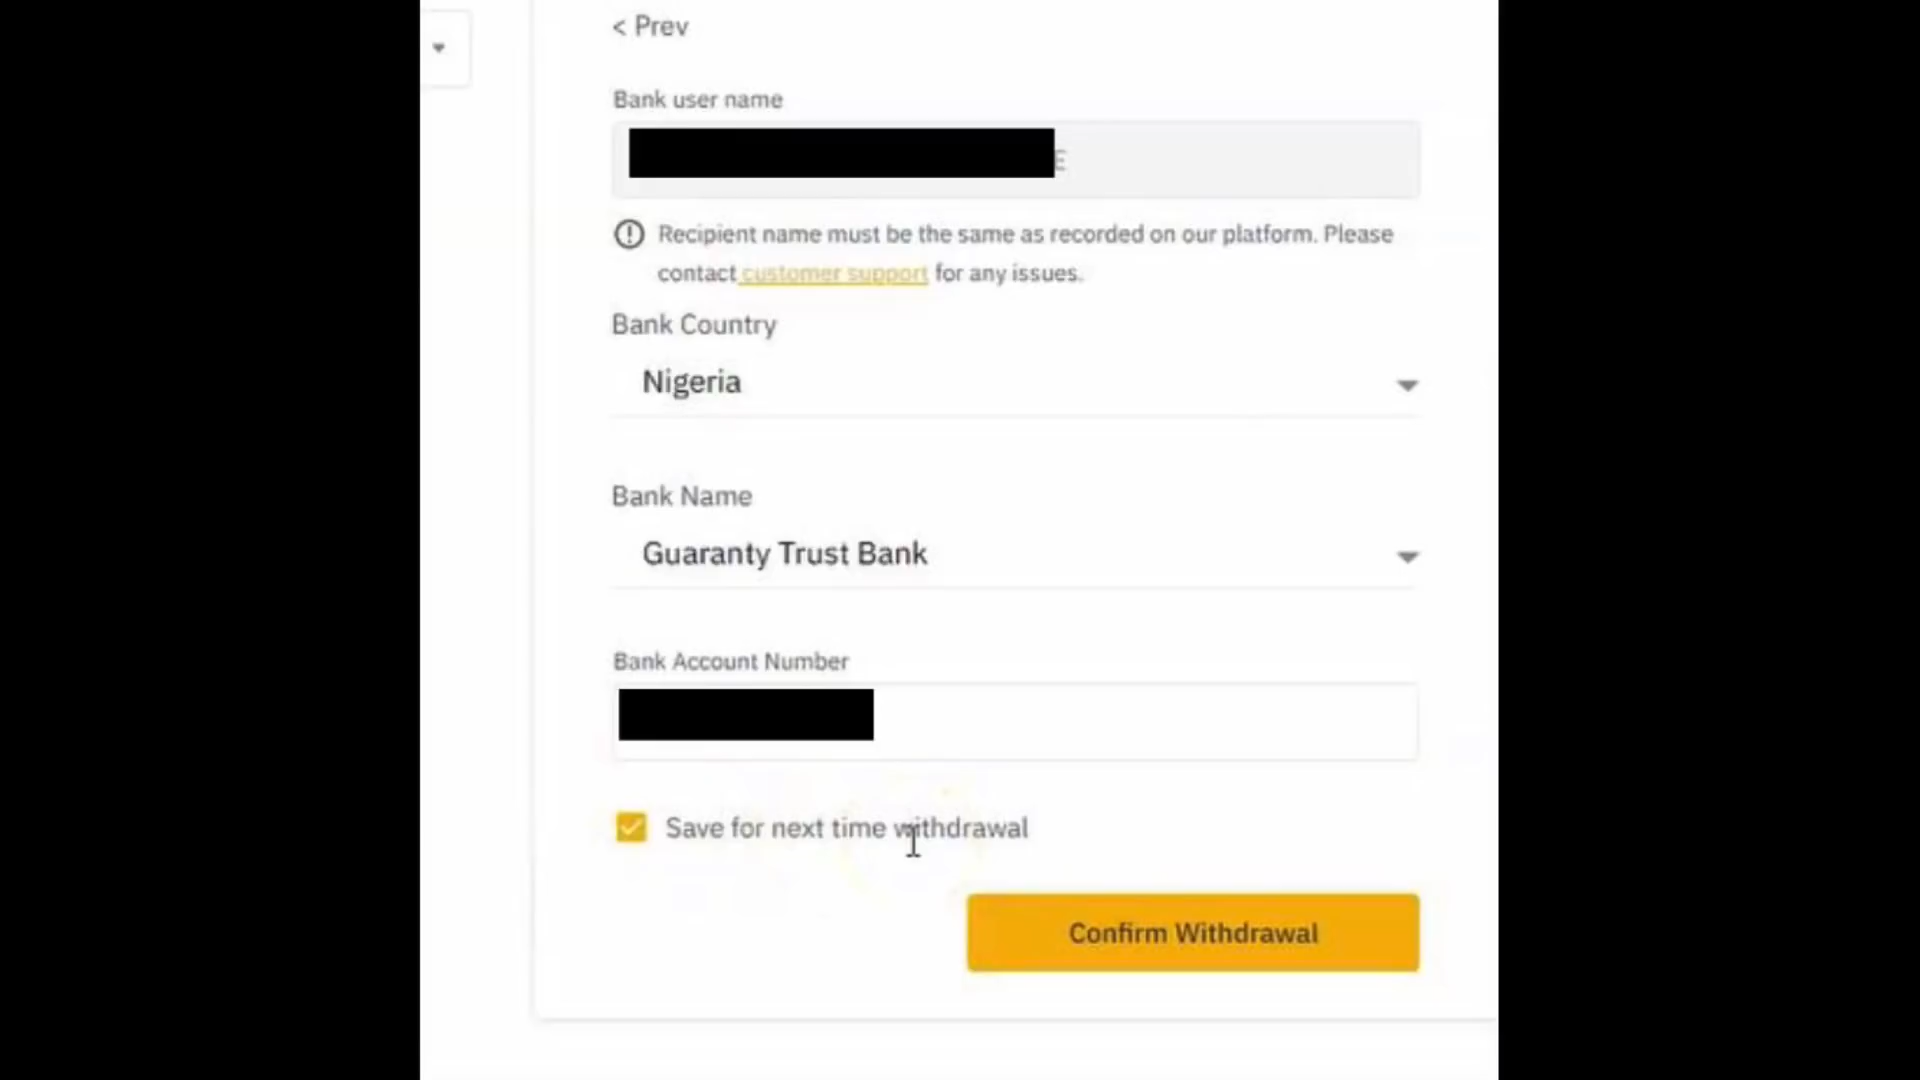 < Prev
Bank user name
E
Recipient name must be the same as recorded on our platform. Please
contact customer support for any issues.
Bank Country
Nigeria
Bank Name
Guaranty Trust Bank
Bank Account Number
Save for next time withdrawal
Confirm Withdrawal